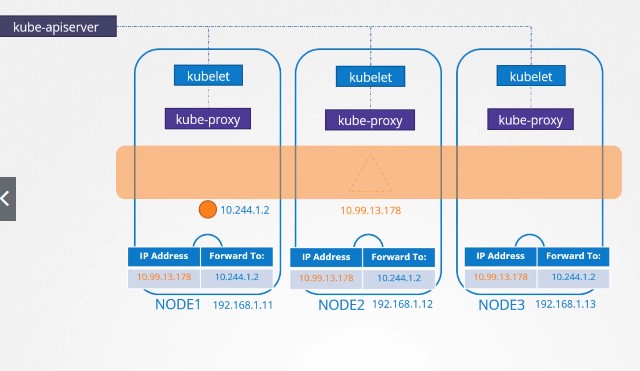 kube-apiserver
kubelet kubelet kubelet
kube-proxy kube-proxy kube-proxy
10.244.1.2 10.99.13.178
IP Address Forward To: IP Address Forward To: IP Address Forward To:
10.99.13.178 10.244.1.2 10.99.13.178 10.244.1.2 10.99.13.178 10.244.1.2
NODE1 192.168.1.11 NODE2 192.168.1.12 NODE3 192.168.1.13